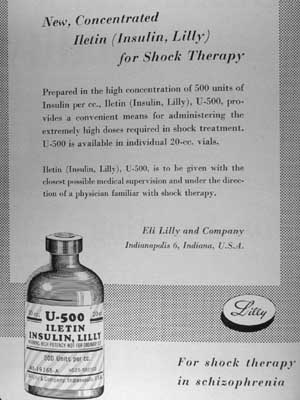 New, Concentrated
Iletin (Insulin, Lilly)
for Shock Therapy
Prepared in the high concentration of 500 units of
Insulin per cc., Iletin (Insulin, Lilly), U-500, pro-
vides a convenient means for administering the
extremely high doses required in shock treatment.
U-500 is available in individual 20-cc. vials.
Iletin (Insulin, Lilly), U-500, is to be given with the
closest possible medical supervision and under the direc-
tion of a physician familiar with shock therapy.
Eli Lilly and Company
Indianapolis 6, Indiana, U.S.A.
U-500
ILETIN
INSULIN, LILLY
Units per cc.
Lilly
For shock therapy
in schizophrenia